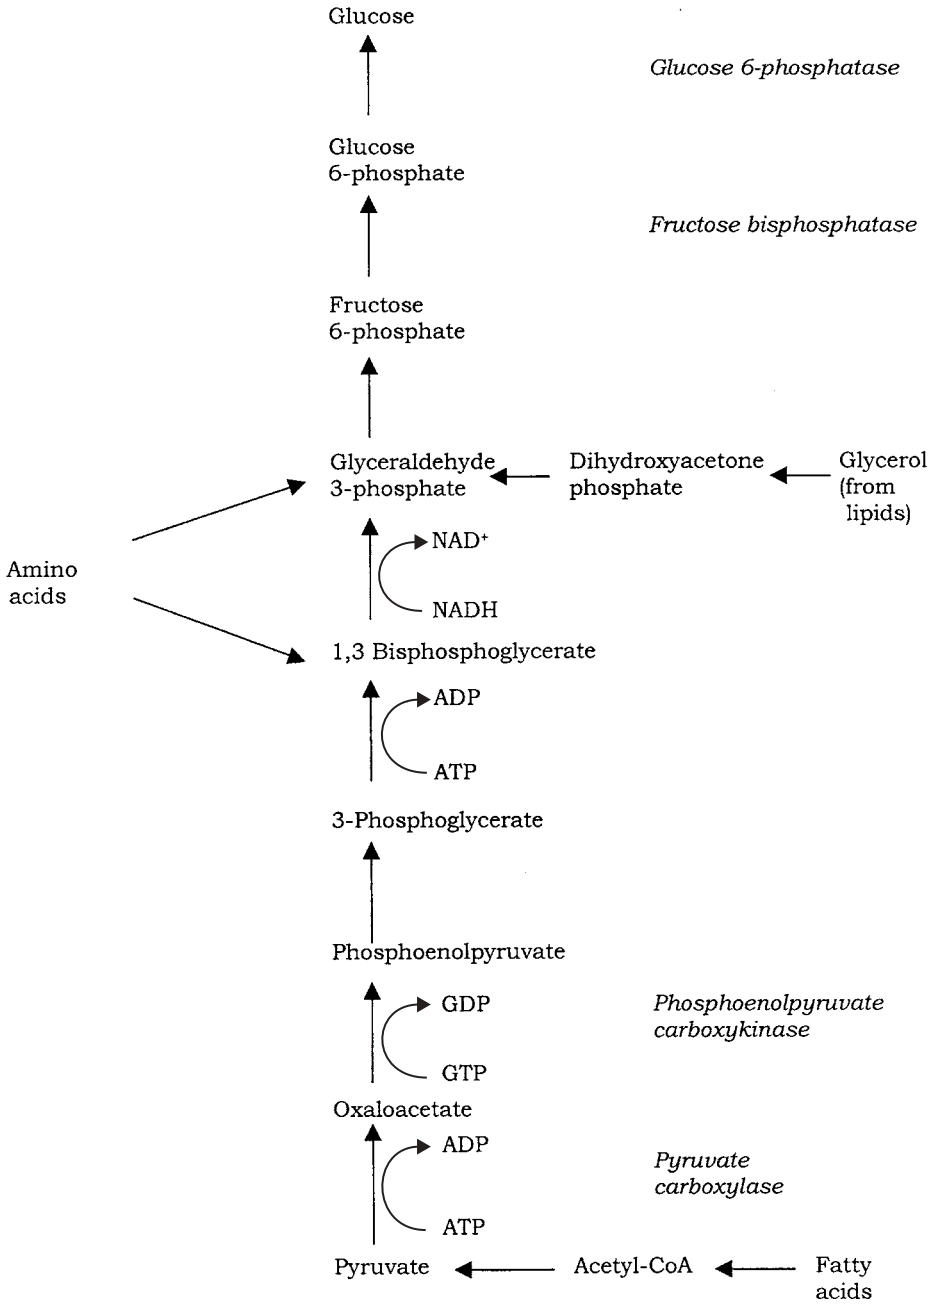 Glucose
Glucose 6-phosphatase
Glucose
6-phosphate
Fructose bisphosphatase
Fructose
6-phosphate
Glyceraldehyde
3-phosphate
Dihydroxyacetone
phosphate
Glycerol
(from
lipids)
NAD⁺
NADH
Amino
acids
1,3 Bisphosphoglycerate
ADP
ATP
3-Phosphoglycerate
Phosphoenolpyruvate
GDP
GTP
Phosphoenolpyruvate
carboxykinase
Oxaloacetate
ADP
ATP
Pyruvate
carboxylase
Pyruvate
Acetyl-CoA
Fatty
acids